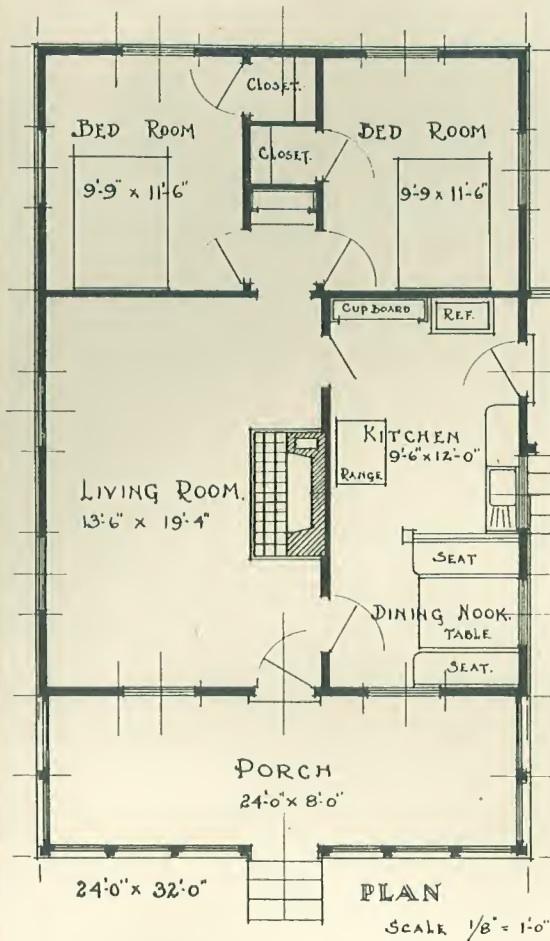 CLOSET.
BED ROOM
9'-9" x 11'-6"
CLOSET.
BED ROOM
9'-9 x 11'-6"
CUPBOARD
REF.
KITCHEN
9'-6" x 12'-0"
RANGE
LIVING ROOM.
13'-6" x 19'-4"
SEAT
DINING NOOK.
TABLE
SEAT.
PORCH
24'-0" x 8'-0"
24'-0" x 32'-0"
PLAN
SCALE 1/8" = 1'-0"